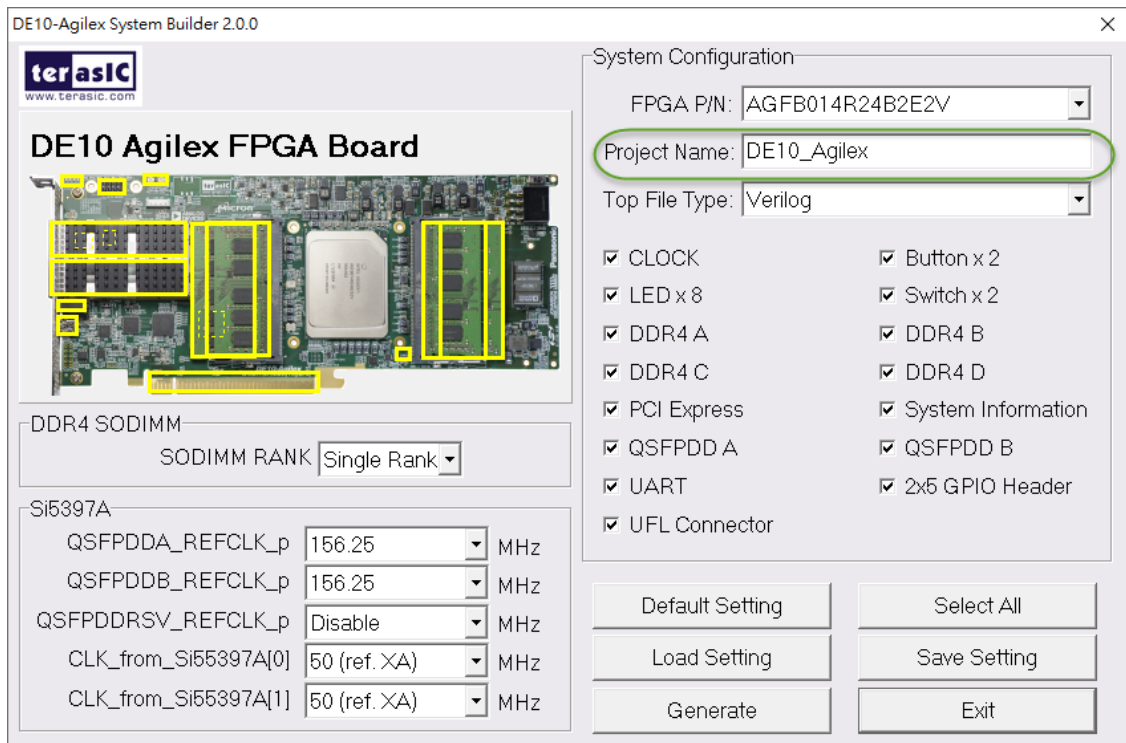 DE10-Agilex System Builder 2.0.0
terasIC
www.terasic.com
DE10 Agilex FPGA Board
DDR4 SODIMM
SODIMM RANK Single Rank
Si5397A
QSFPDDA_REFCLK_p 156.25 MHz
QSFPDDB_REFCLK_p 156.25 MHz
QSFPDDRSV_REFCLK_p Disable MHz
CLK_from_Si55397A[0] 50 (ref. XA) MHz
CLK_from_Si55397A[1] 50 (ref. XA) MHz
System Configuration
FPGA P/N: AGFB014R24B2E2V
Project Name: DE10_Agilex
Top File Type: Verilog
CLOCK Button x 2
LED x 8 Switch x 2
DDR4 A DDR4 B
DDR4 C DDR4 D
PCI Express System Information
QSFPDD A QSFPDD B
UART 2x5 GPIO Header
UFL Connector
Default Setting Select All
Load Setting Save Setting
Generate Exit